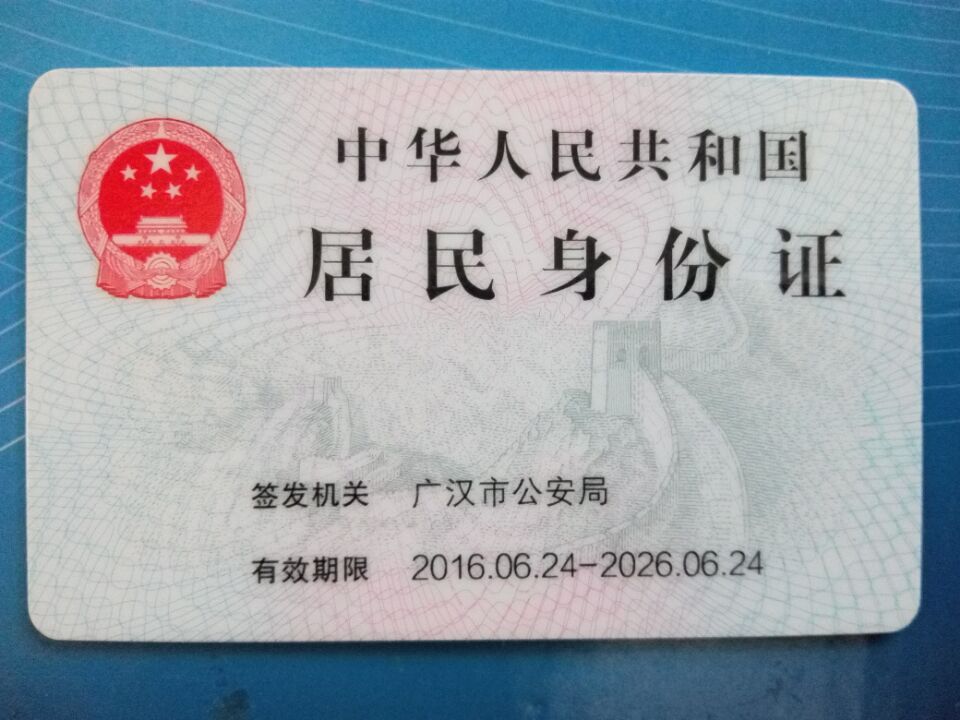 中华人民共和国
居民身份证
签发机关 广汉市公安局
有效期限 2016.06.24-2026.06.24